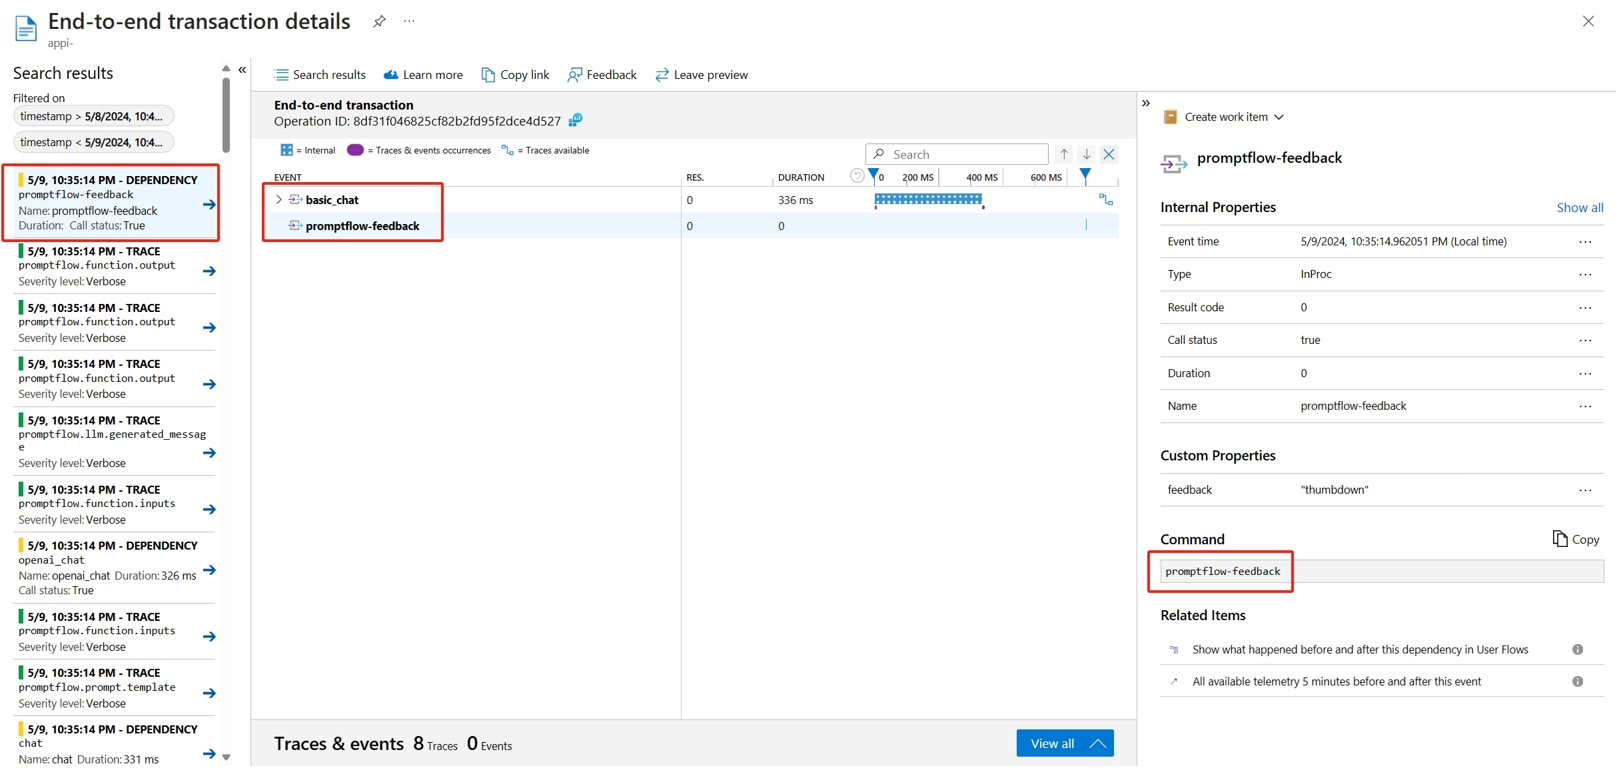 End-to-end transaction details
appi-
Search results
Filtered on
timestamp > 5/8/2024, 10:4...
timestamp < 5/9/2024, 10:4...
5/9, 10:35:14 PM - DEPENDENCY
promptflow-feedback
Name: promptflow-feedback
Duration: Call status: True
5/9, 10:35:14 PM - TRACE
promptflow.function.output
Severity level: Verbose
5/9, 10:35:14 PM - TRACE
promptflow.function.output
Severity level: Verbose
5/9, 10:35:14 PM - TRACE
promptflow.function.output
Severity level: Verbose
5/9, 10:35:14 PM - TRACE
promptflow.llm.generated_messag
e
Severity level: Verbose
5/9, 10:35:14 PM - TRACE
promptflow.function.inputs
Severity level: Verbose
5/9, 10:35:14 PM - DEPENDENCY
openai_chat
Name: openai_chat Duration: 326 ms
Call status: True
5/9, 10:35:14 PM - TRACE
promptflow.function.inputs
Severity level: Verbose
5/9, 10:35:14 PM - TRACE
promptflow.prompt.template
Severity level: Verbose
5/9, 10:35:14 PM - DEPENDENCY
chat
Name: chat Duration: 331 ms
Search results Learn more Copy link Feedback Leave preview
End-to-end transaction
Operation ID: 8df31f046825cf82b2fd95f2dce4d527
= Internal = Traces & events occurrences = Traces available
Search
EVENT RES. DURATION 0 200 MS 400 MS 600 MS
basic_chat 0 336 ms
promptflow-feedback 0 0
Traces & events 8 Traces 0 Events
View all
Create work item
promptflow-feedback
Internal Properties Show all
Event time 5/9/2024, 10:35:14.962051 PM (Local time) ...
Type InProc ...
Result code 0 ...
Call status true ...
Duration 0 ...
Name promptflow-feedback ...
Custom Properties
feedback "thumbdown" ...
Command Copy
promptflow-feedback
Related Items
Show what happened before and after this dependency in User Flows
All available telemetry 5 minutes before and after this event